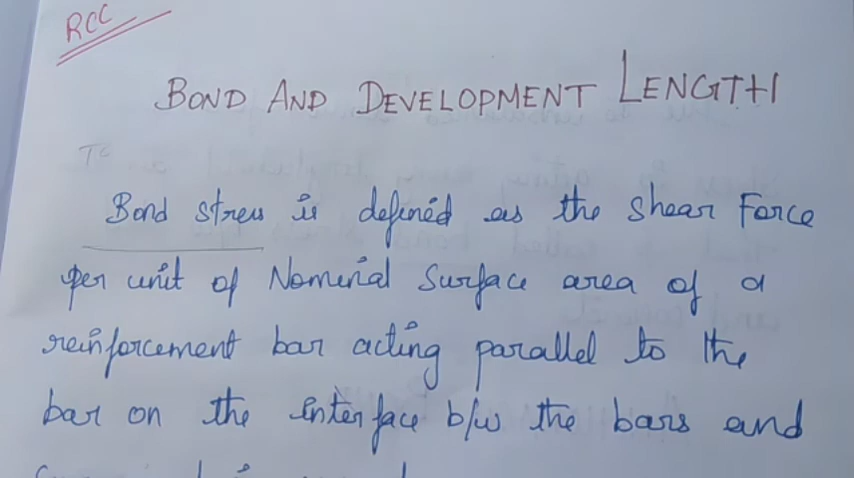 RCC
BOND AND DEVELOPMENT LENGTH
Tc
Bond stress is defined as the shear Force
per unit of Nominal Surface area of a
reinforcement bar acting parallel to the
bar on the interface b/w the bars and